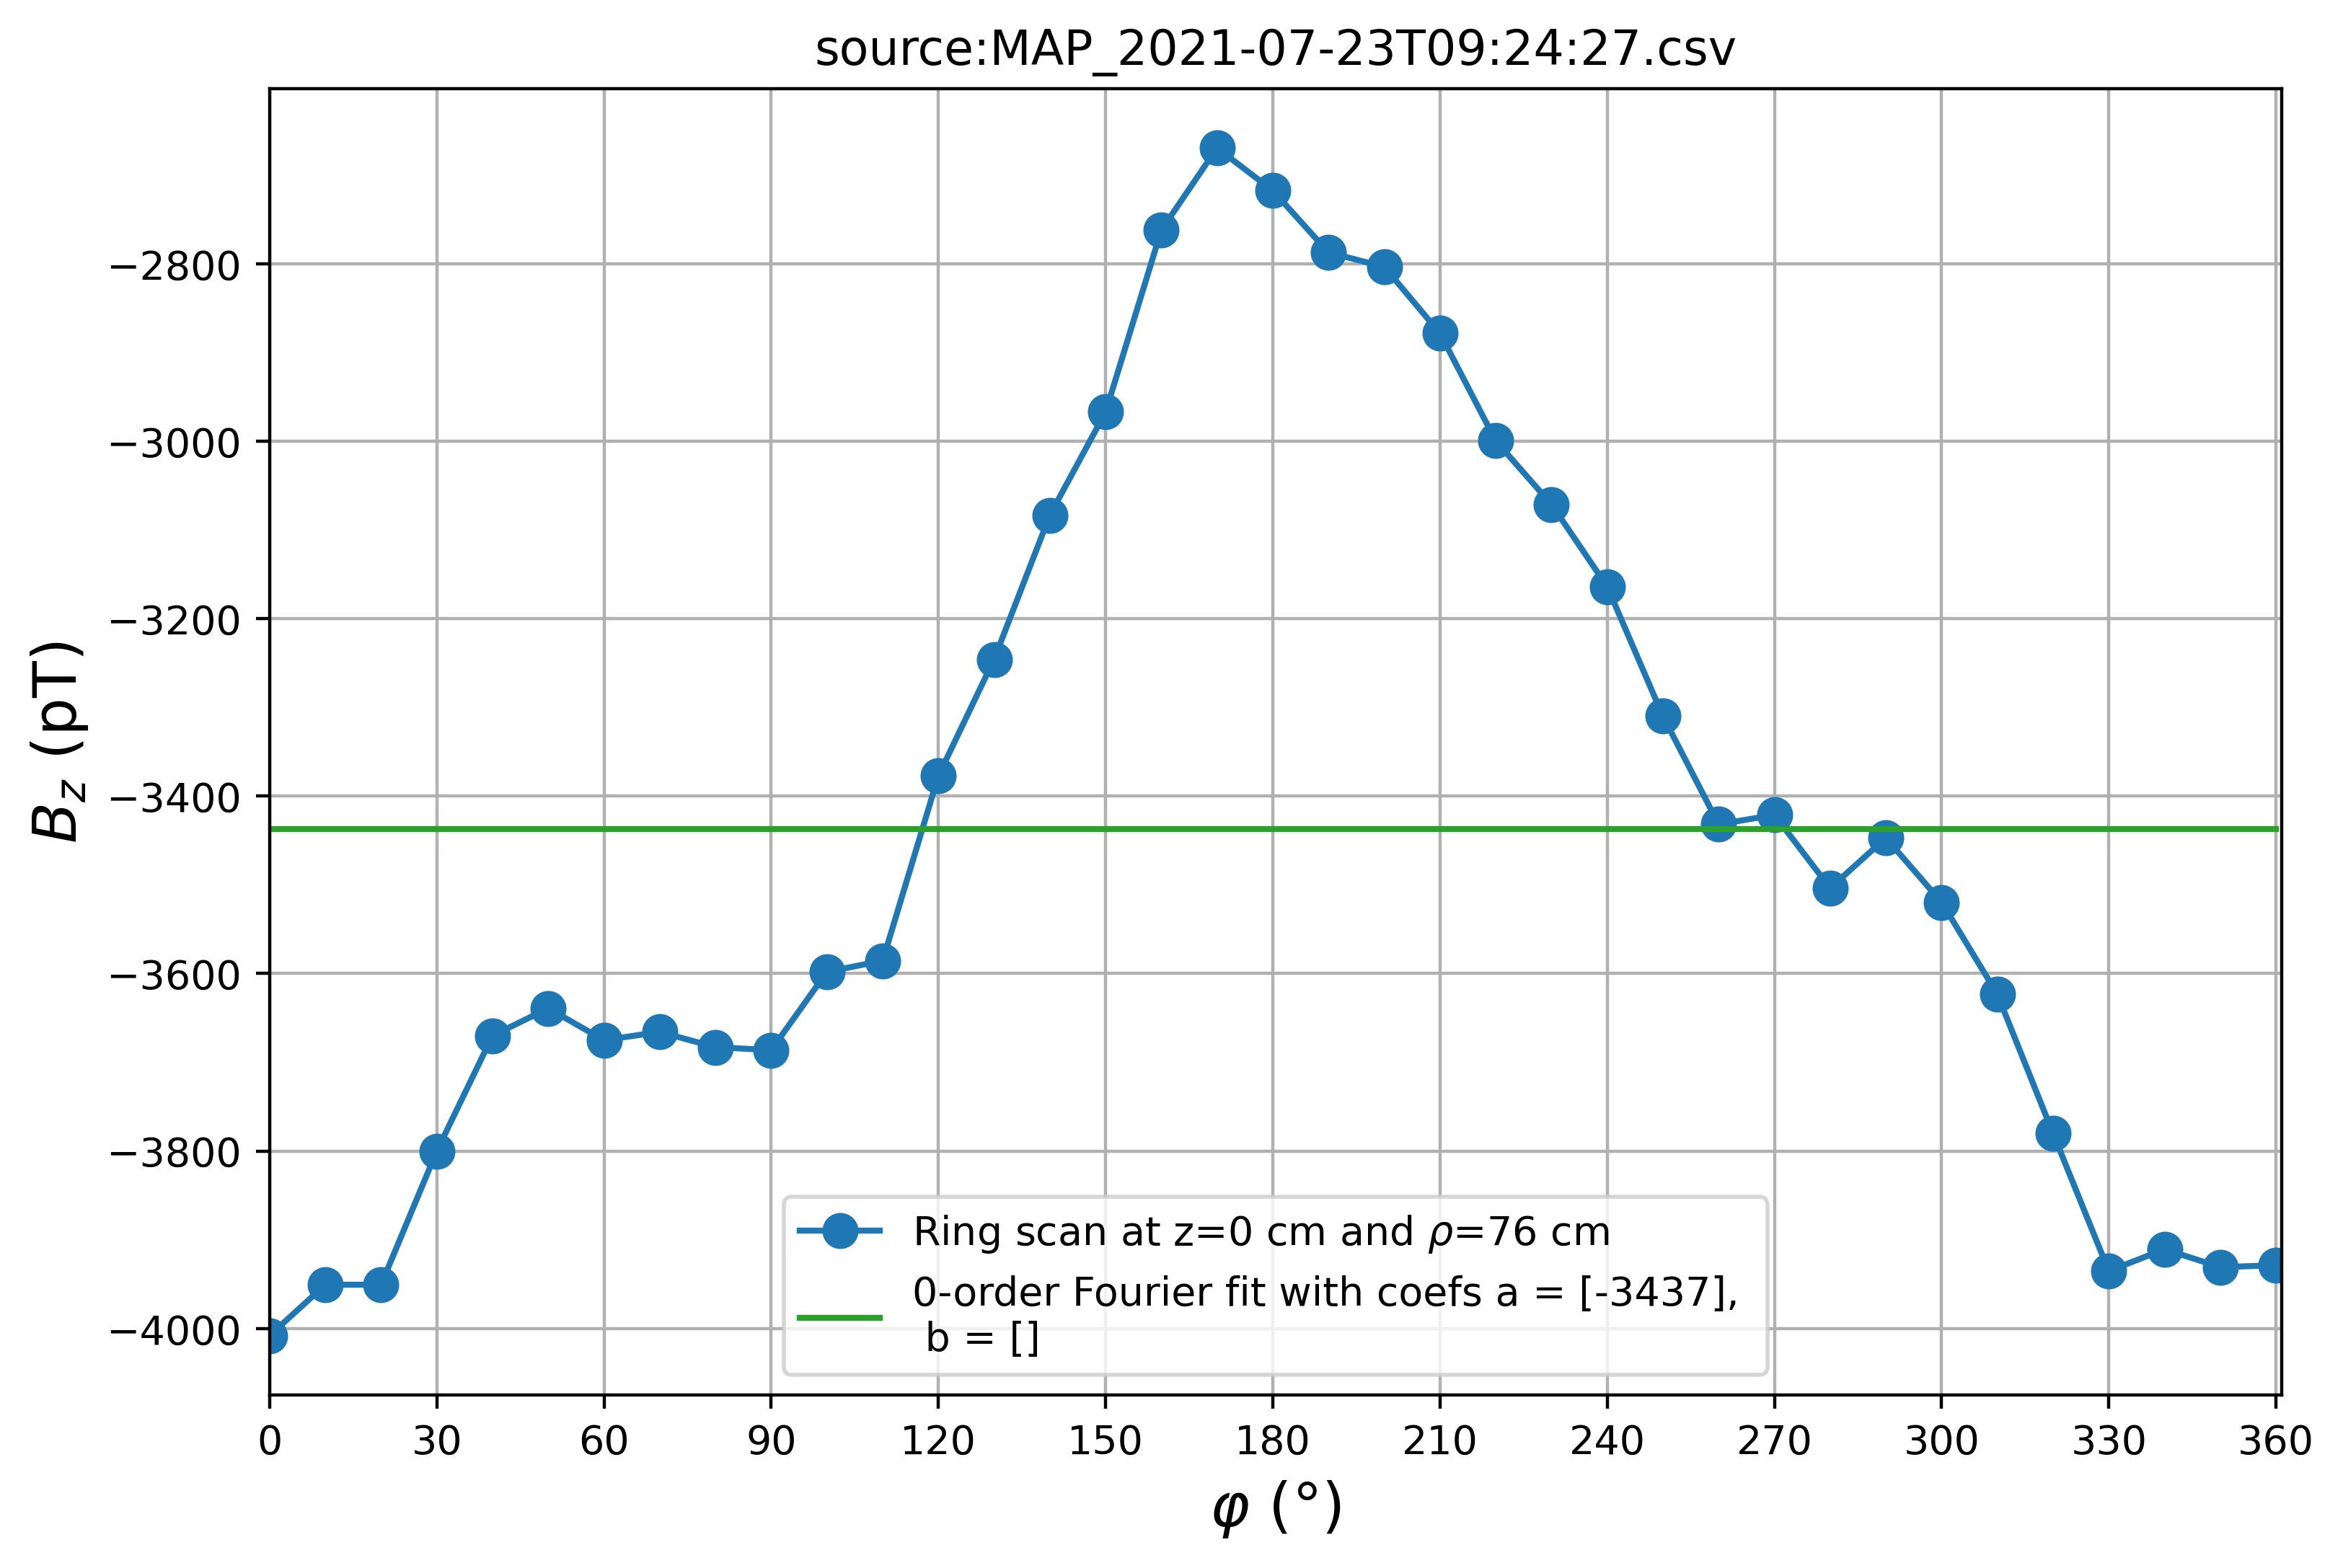 source:MAP_2021-07-23T09:24:27.csv
−2800
−3000
−3200
−3400
−3600
−3800
−4000
B_z (pT)
Ring scan at z=0 cm and ρ=76 cm
0-order Fourier fit with coefs a = [-3437],
b = []
0 30 60 90 120 150 180 210 240 270 300 330 360
φ (°)